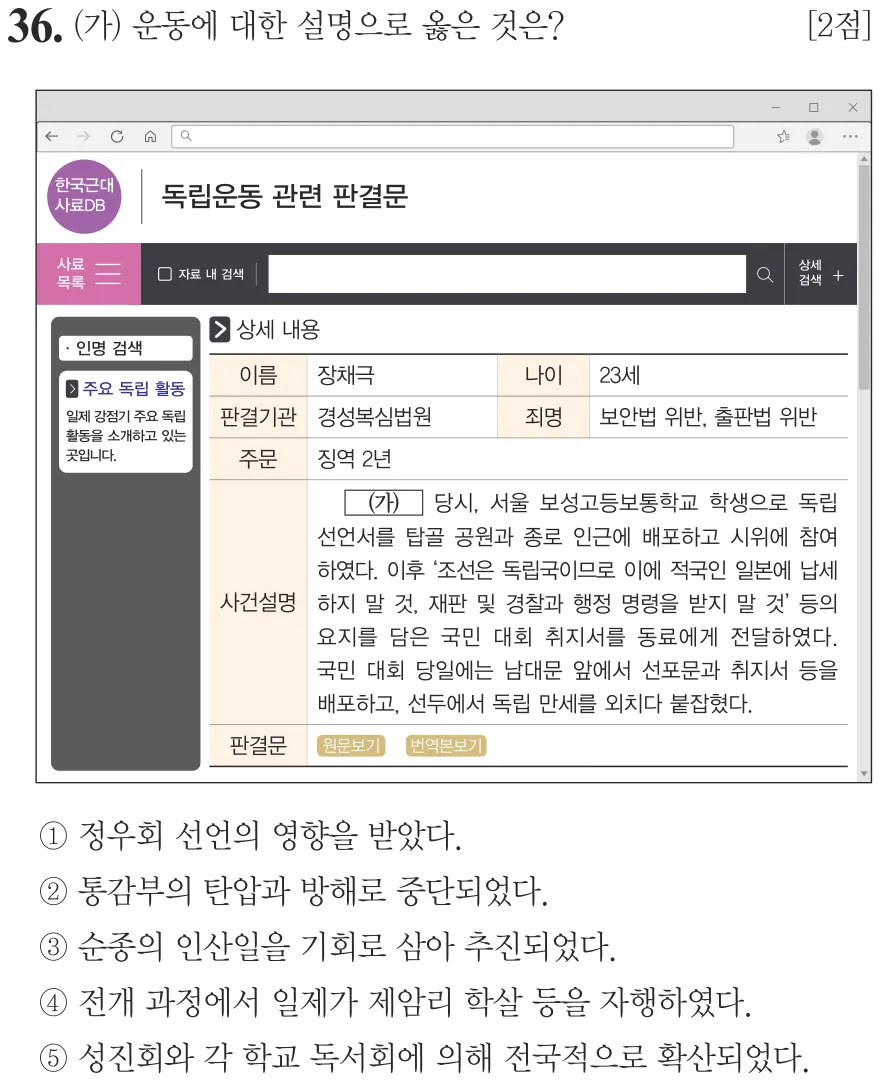 36. (가) 운동에 대한 설명으로 옳은 것은? [2점]
한국근대
사료DB
독립운동 관련 판결문
사료
목록
자료 내 검색
상세
검색 +
· 인명 검색
주요 독립 활동
일제 강점기 주요 독립
활동을 소개하고 있는
곳입니다.
상세 내용
이름 장채극 나이 23세
판결기관 경성복심법원 죄명 보안법 위반, 출판법 위반
주문 징역 2년
사건설명
(가) 당시, 서울 보성고등보통학교 학생으로 독립
선언서를 탑골 공원과 종로 인근에 배포하고 시위에 참여
하였다. 이후 ‘조선은 독립국이므로 이에 적국인 일본에 납세
하지 말 것, 재판 및 경찰과 행정 명령을 받지 말 것’ 등의
요지를 담은 국민 대회 취지서를 동료에게 전달하였다.
국민 대회 당일에는 남대문 앞에서 선포문과 취지서 등을
배포하고, 선두에서 독립 만세를 외치다 붙잡혔다.
판결문 원문보기 번역본보기
① 정우회 선언의 영향을 받았다.
② 통감부의 탄압과 방해로 중단되었다.
③ 순종의 인산일을 기회로 삼아 추진되었다.
④ 전개 과정에서 일제가 제암리 학살 등을 자행하였다.
⑤ 성진회와 각 학교 독서회에 의해 전국적으로 확산되었다.